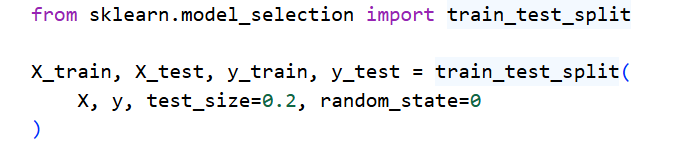 from sklearn.model_selection import train_test_split

X_train, X_test, y_train, y_test = train_test_split(
    X, y, test_size=0.2, random_state=0
)